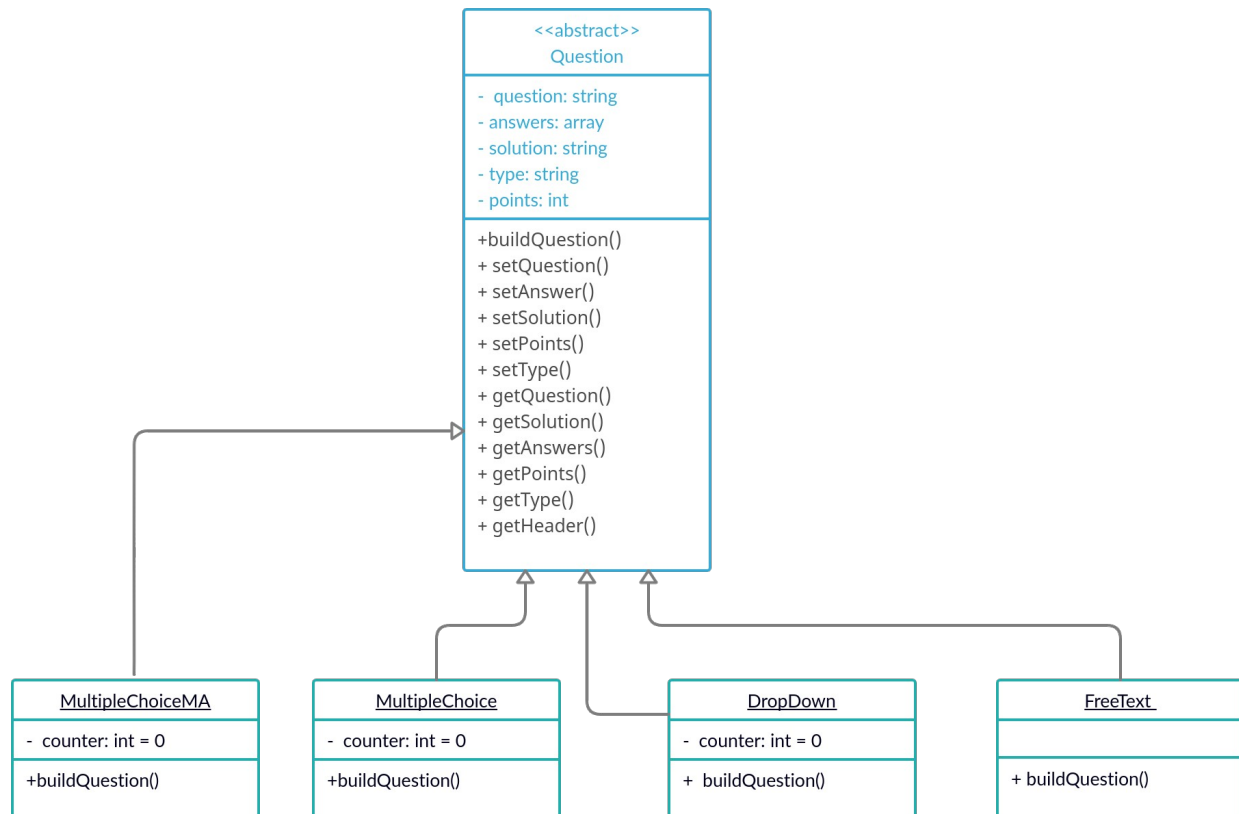 <<abstract>>
Question
-  question: string
- answers: array
- solution: string
- type: string
- points: int
+buildQuestion()
+ setQuestion()
+ setAnswer()
+ setSolution()
+ setPoints()
+ setType()
+ getQuestion()
+ getSolution()
+ getAnswers()
+ getPoints()
+ getType()
+ getHeader()
MultipleChoiceMA
-  counter: int = 0
+buildQuestion()
MultipleChoice
-  counter: int = 0
+buildQuestion()
DropDown
-  counter: int = 0
+  buildQuestion()
FreeText
+ buildQuestion()